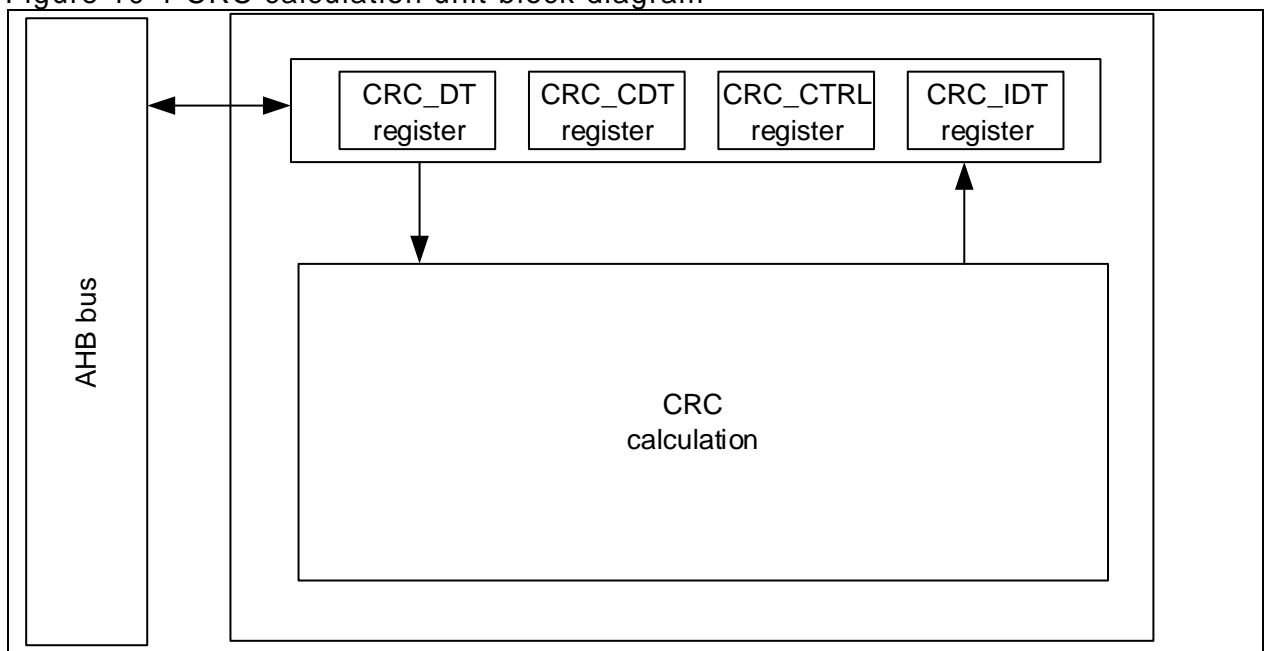 CRC_DT
register
CRC_CDT
register
CRC_CTRL
register
CRC_IDT
register
AHB bus
CRC
calculation